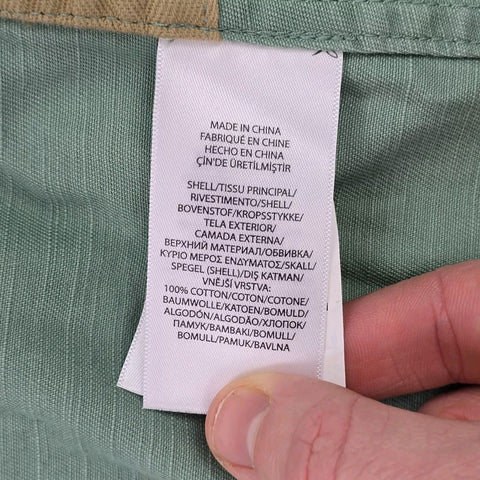 MADE IN CHINA
FABRIQUÉ EN CHINE
HECHO EN CHINA
ÇİN'DE ÜRETİLMİŞTİR
SHELL/TISSU PRINCIPAL/
RIVESTIMENTO/SHELL/
BOVENSTOF/KROPSSTYKKE/
TELA EXTERIOR/
CAMADA EXTERNA/
ВЕРХНИЙ МАТЕРИАЛ/ОБВИВКА/
ΚΥΡΙΟ ΜΕΡΟΣ ΕΝΔΥΜΑΤΟΣ/SKALL/
SPEGEL (SHELL)/DIŞ KATMAN/
VNĚJŠÍ VRSTVA:
100% COTTON/COTON/COTONE/
BAUMWOLLE/KATOEN/BOMULD/
ALGODÓN/ALGODÃO/ХЛОПОК/
ПАМУК/ΒΑΜΒΑΚΙ/BOMULL/
BOMULL/PAMUK/BAVLNA